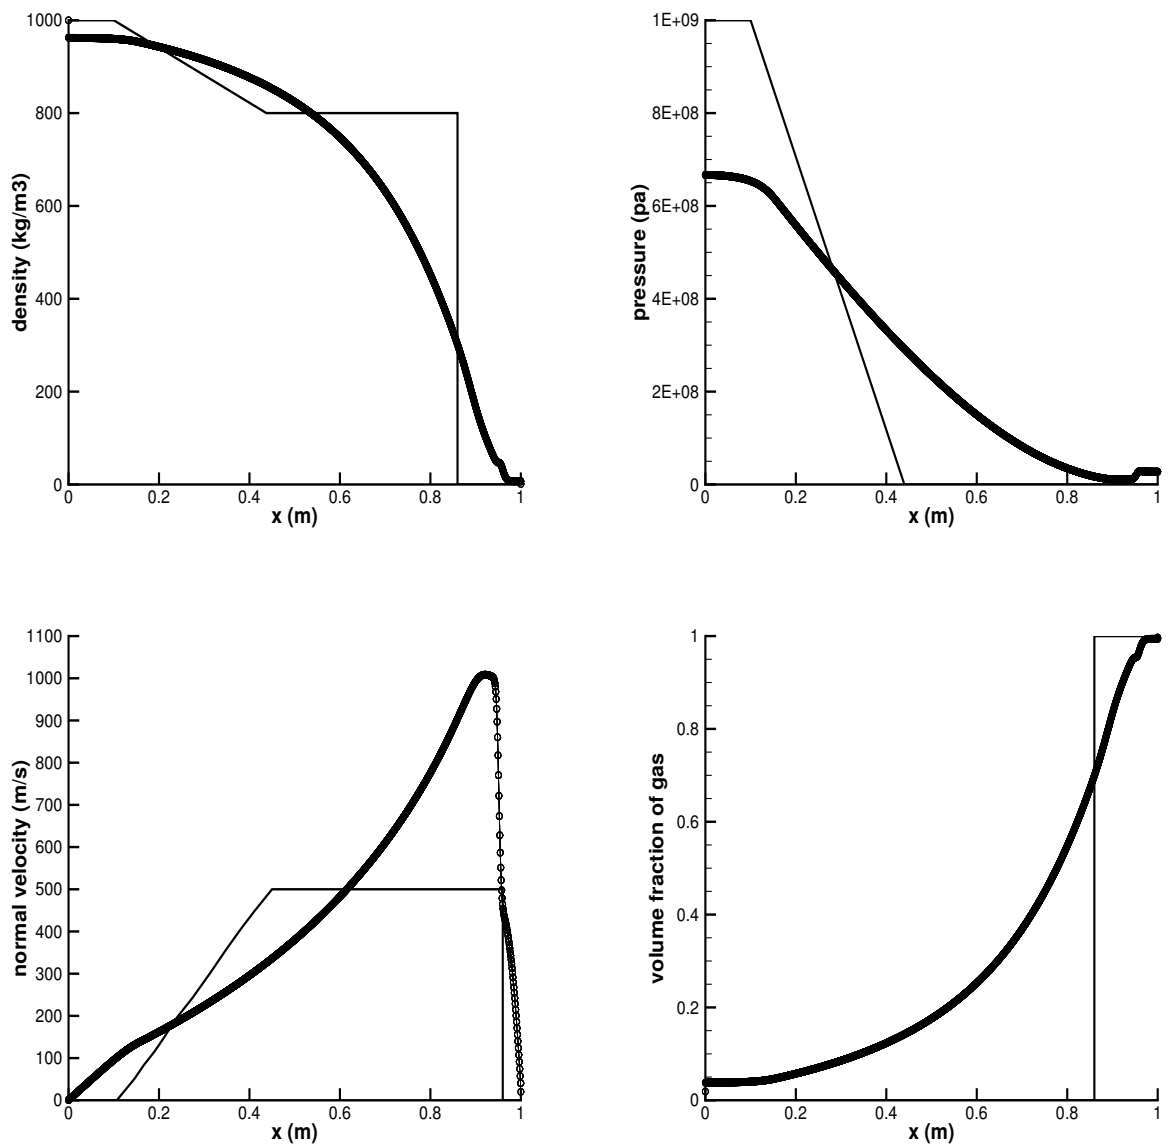 1000
800
600
400
200
0
density (kg/m3)
0 0.2 0.4 0.6 0.8 1
x (m)
1E+09
8E+08
6E+08
4E+08
2E+08
0
pressure (pa)
0 0.2 0.4 0.6 0.8 1
x (m)
1100
1000
900
800
700
600
500
400
300
200
100
0
normal velocity (m/s)
0 0.2 0.4 0.6 0.8 1
x (m)
1
0.8
0.6
0.4
0.2
0
volume fraction of gas
0 0.2 0.4 0.6 0.8 1
x (m)